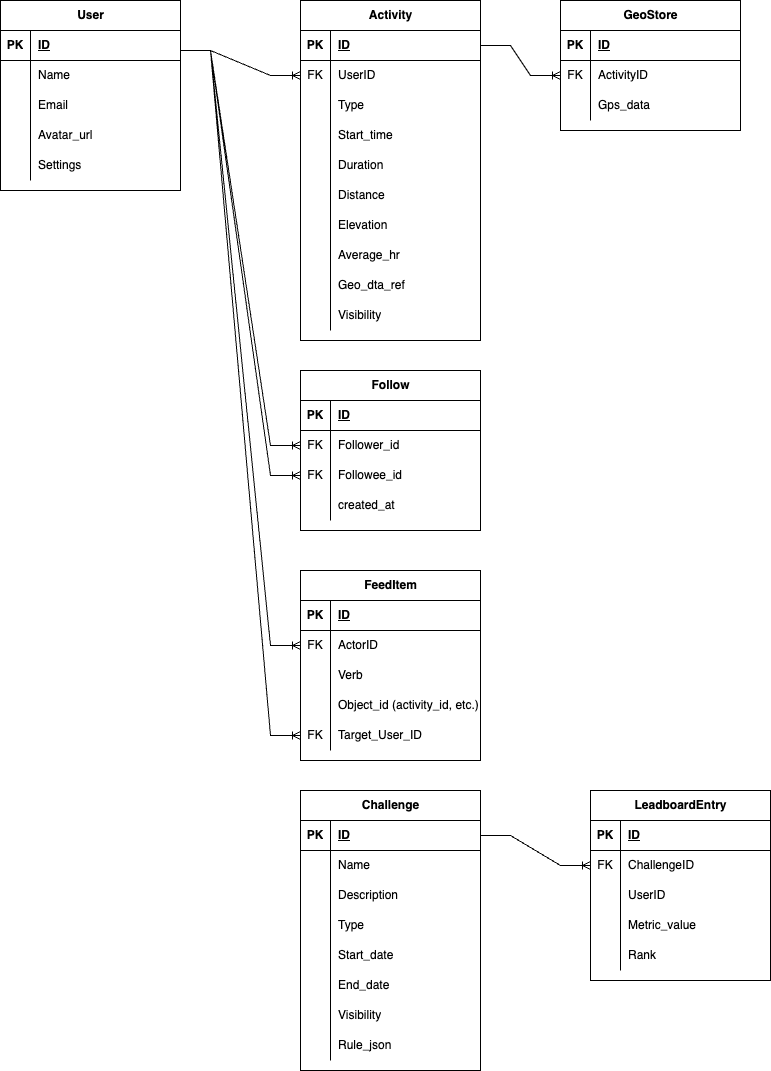 User
PK ID
Name
Email
Avatar_url
Settings
Activity
PK ID
FK UserID
Type
Start_time
Duration
Distance
Elevation
Average_hr
Geo_dta_ref
Visibility
GeoStore
PK ID
FK ActivityID
Gps_data
Follow
PK ID
FK Follower_id
FK Followee_id
created_at
FeedItem
PK ID
FK ActorID
Verb
Object_id (activity_id, etc.)
FK Target_User_ID
Challenge
PK ID
Name
Description
Type
Start_date
End_date
Visibility
Rule_json
LeadboardEntry
PK ID
FK ChallengeID
UserID
Metric_value
Rank